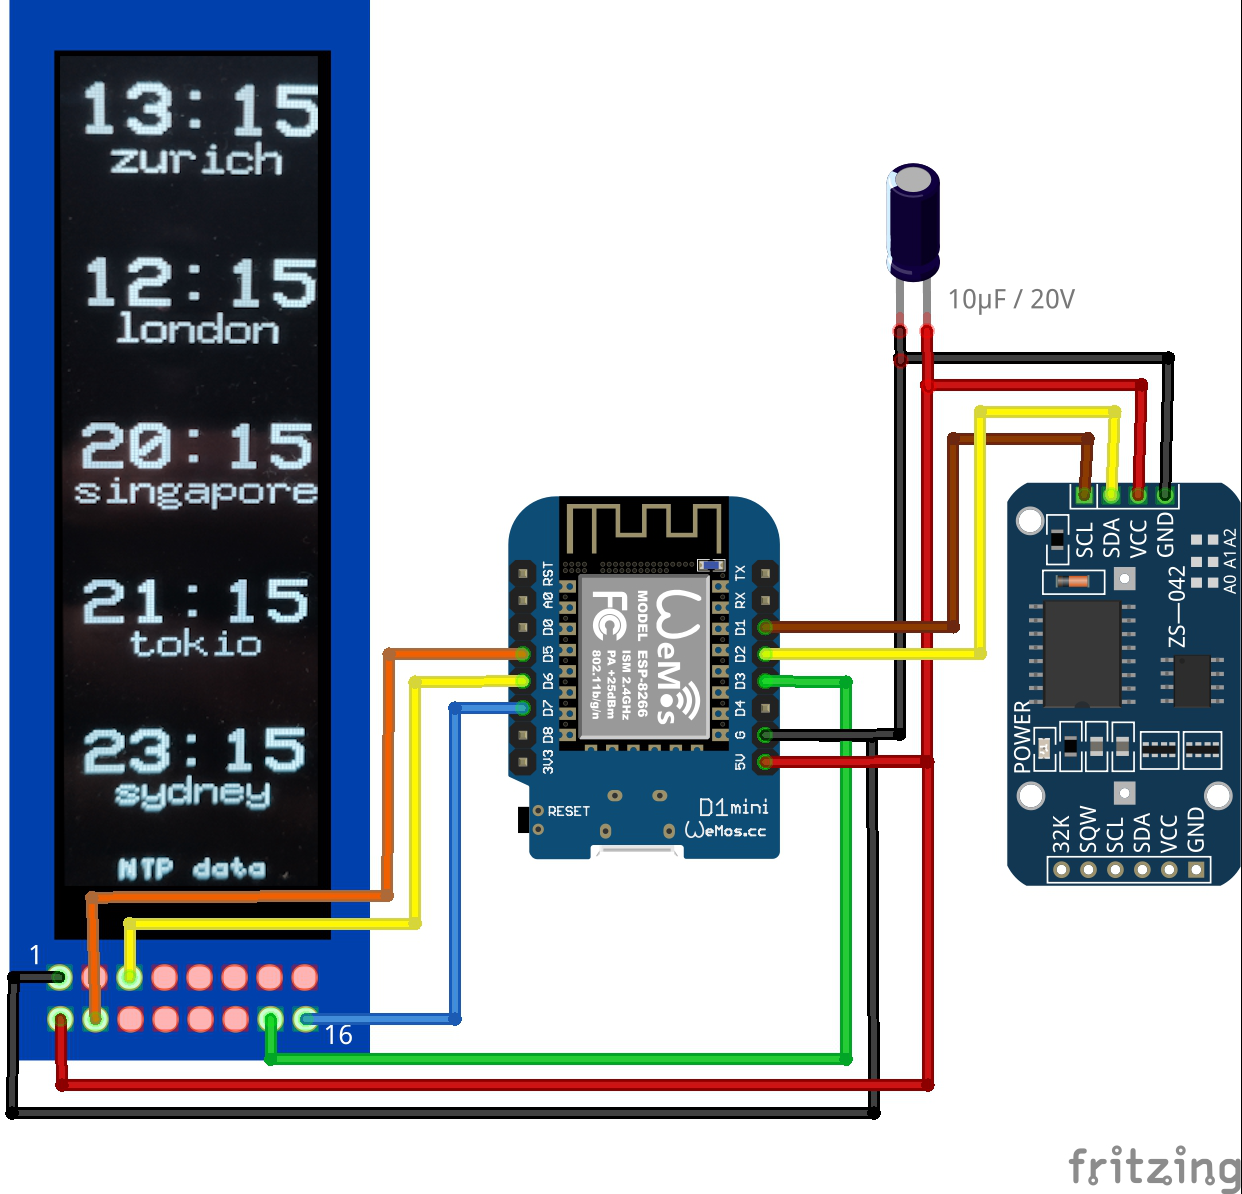 13:15
zurich
12:15
london
20:15
singapore
21:15
tokio
23:15
sydney
NTP data
1
16
10µF / 20V
RST
A0
D0
D5
D6
D7
D8
3V3
TX
RX
D1
D2
D3
D4
G
5V
WeMos
MODEL ESP-8266
ISM 2.4GHz
PA +25dBm
802.11b/g/n
FC
RESET
D1mini
WeMos.cc
SCL
SDA
VCC
GND
A0 A1 A2
ZS-042
POWER
32K
SQW
SCL
SDA
VCC
GND
fritzing